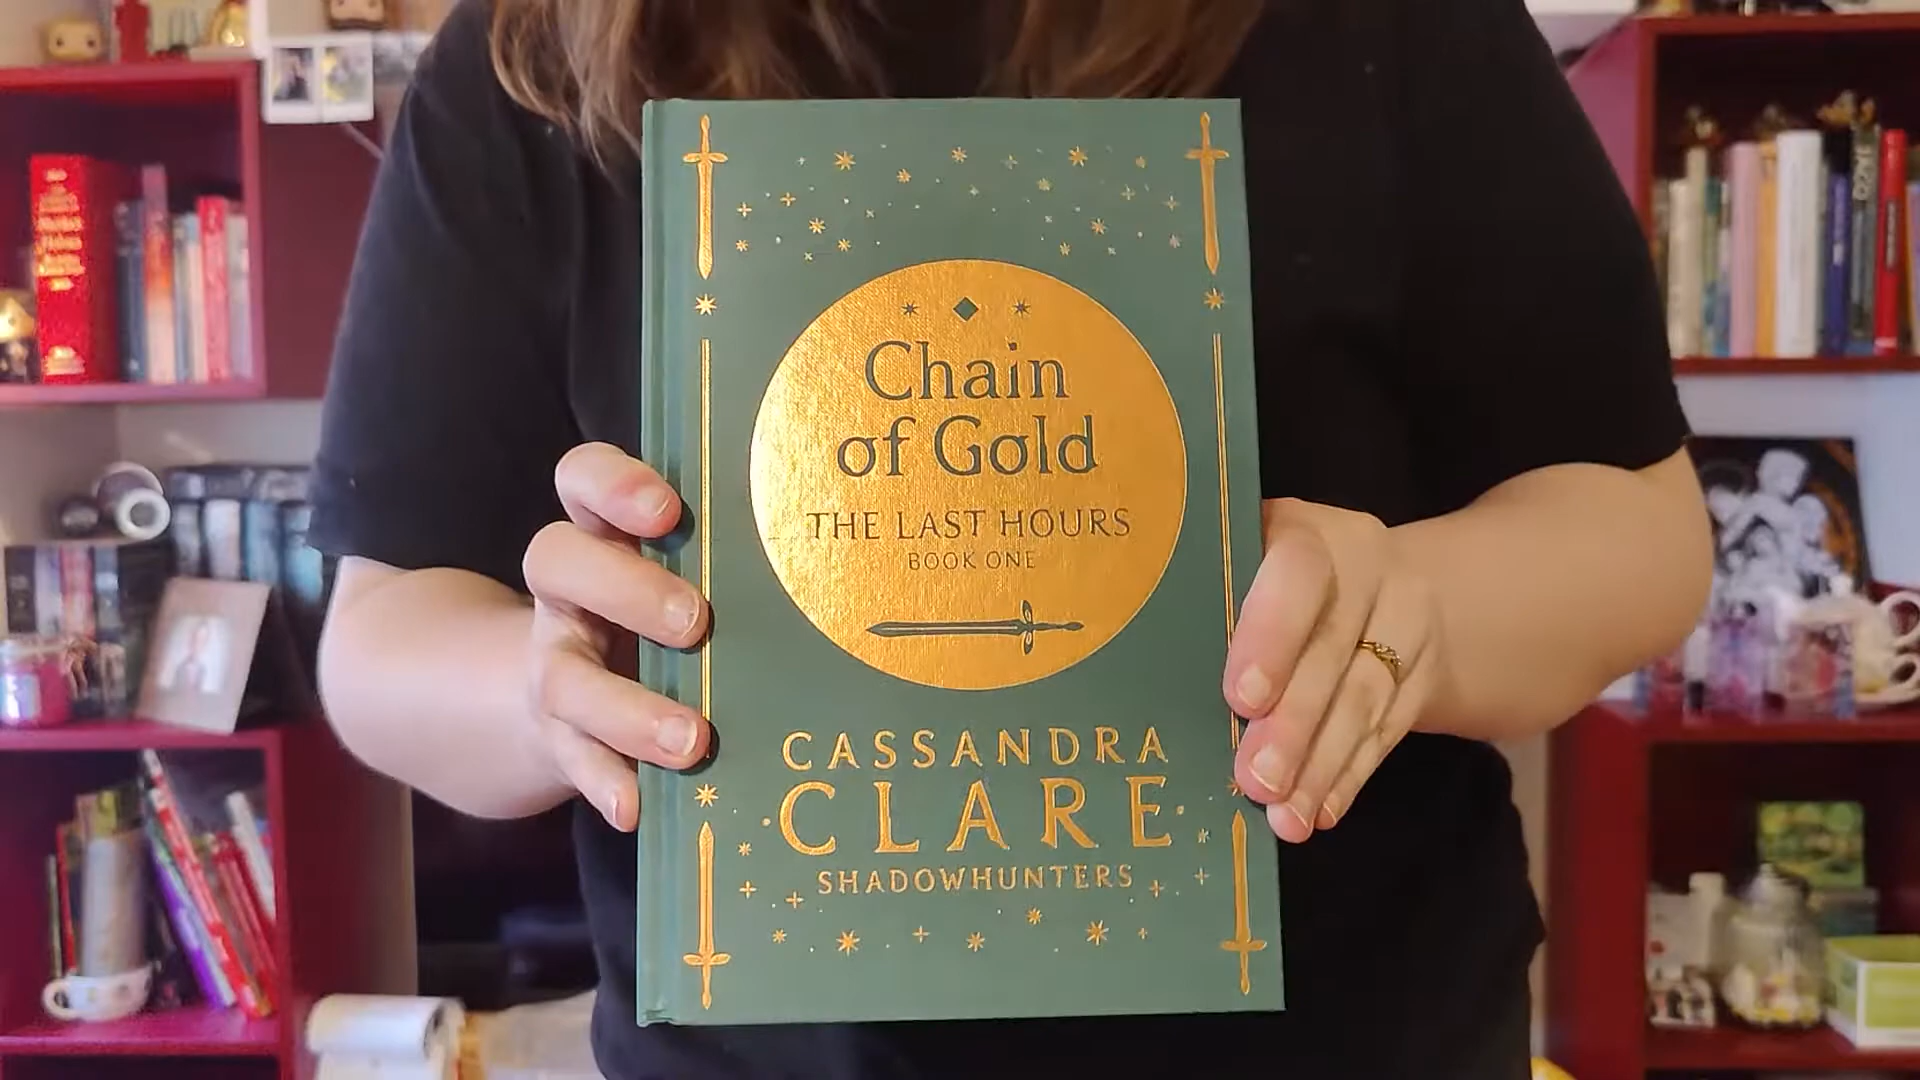 Chain
of Gold
THE LAST HOURS
BOOK ONE
CASSANDRA
CLARE
SHADOWHUNTERS